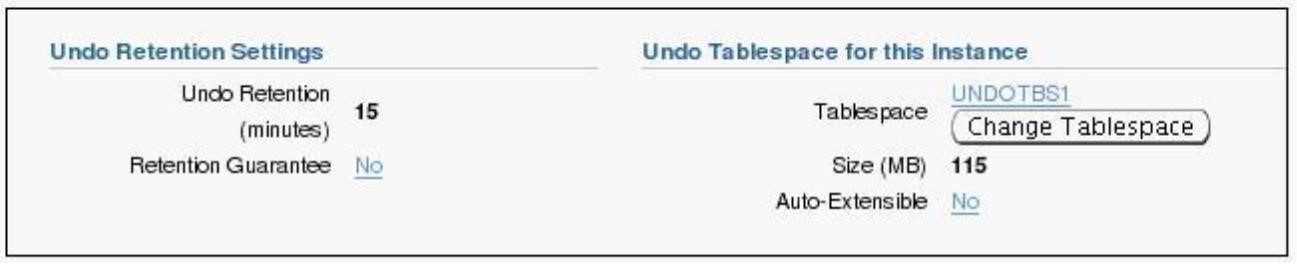 Undo Retention Settings
Undo Retention
(minutes)
15
Retention Guarantee No
Undo Tablespace for this Instance
Tablespace
UNDOTBS1
Change Tablespace
Size (MB) 115
Auto-Extensible No